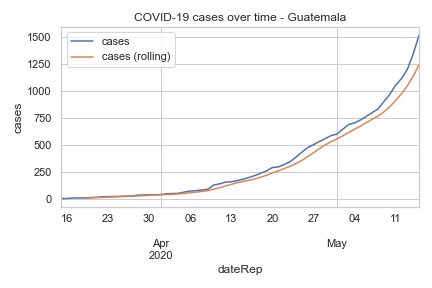 COVID-19 cases over time - Guatemala
cases
cases (rolling)
1500
1250
1000
750
500
250
0
cases
16 23 30 06 13 20 27 04 11
Apr May
2020
dateRep